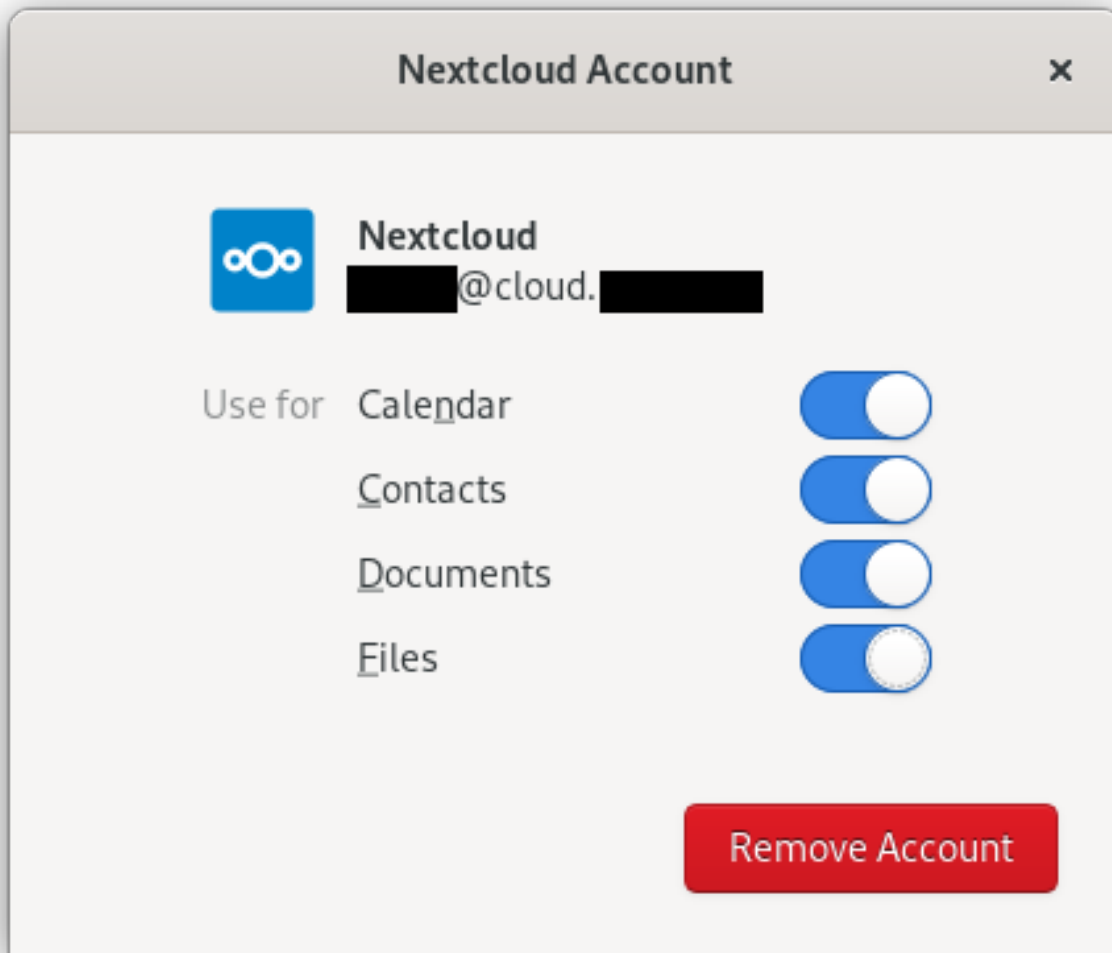 Nextcloud Account
Nextcloud
@cloud.
Use for Calendar
Contacts
Documents
Files
Remove Account